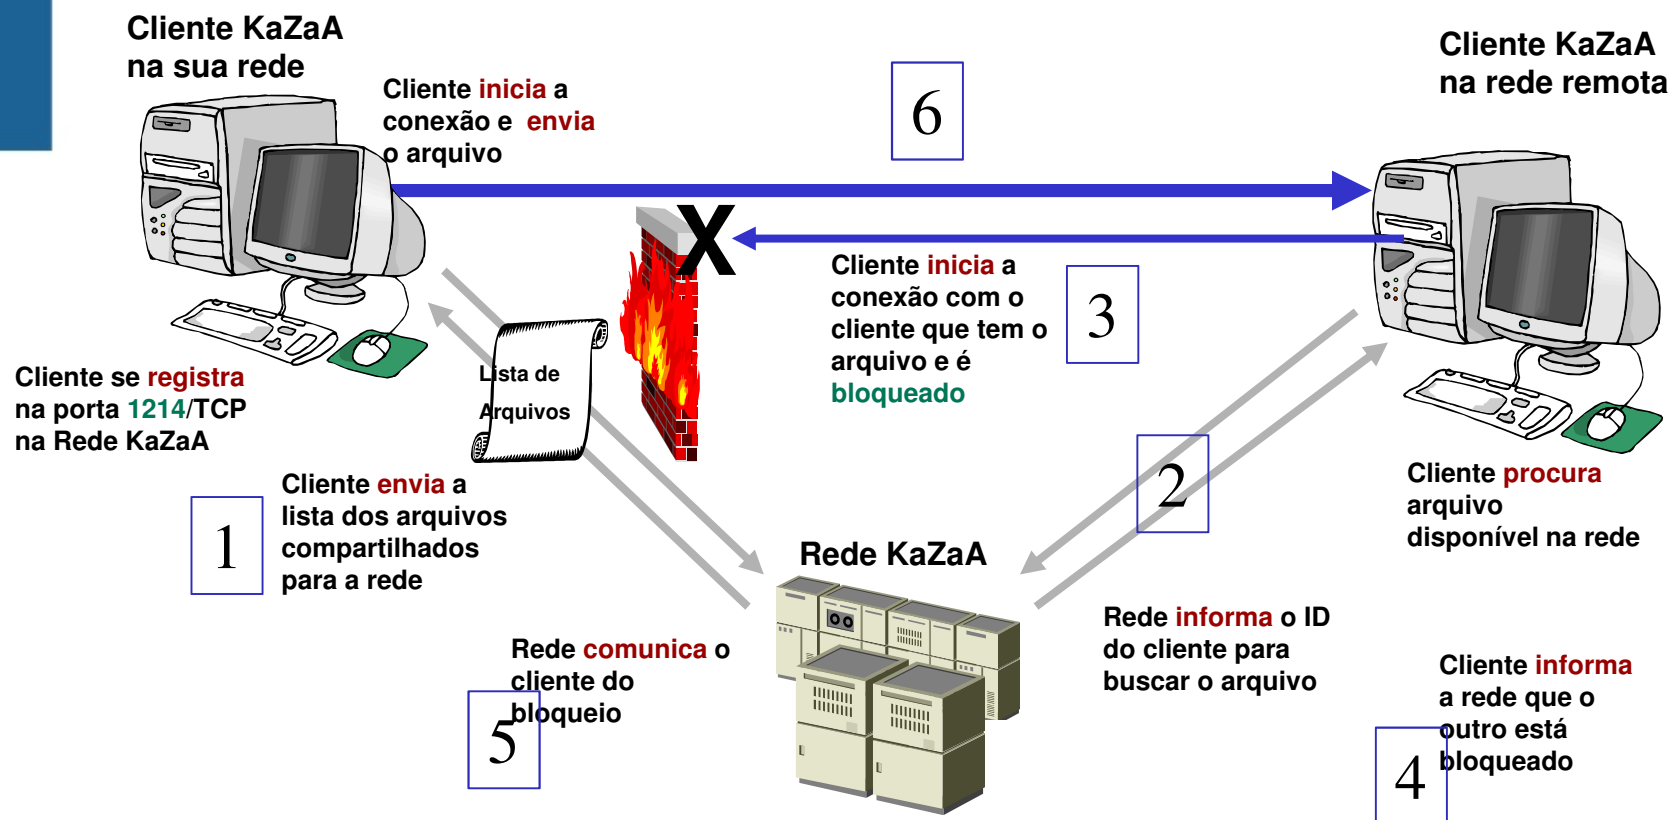 Cliente KaZaA
na sua rede
Cliente inicia a
conexão e envia
o arquivo
6
Cliente KaZaA
na rede remota
X
Cliente inicia a
conexão com o
cliente que tem o
arquivo e é
bloqueado
3
Lista de
Arquivos
Cliente se registra
na porta 1214/TCP
na Rede KaZaA
1
Cliente envia a
lista dos arquivos
compartilhados
para a rede
2
Cliente procura
arquivo
disponível na rede
Rede KaZaA
Rede informa o ID
do cliente para
buscar o arquivo
Rede comunica o
cliente do
bloqueio
5
Cliente informa
a rede que o
outro está
bloqueado
4